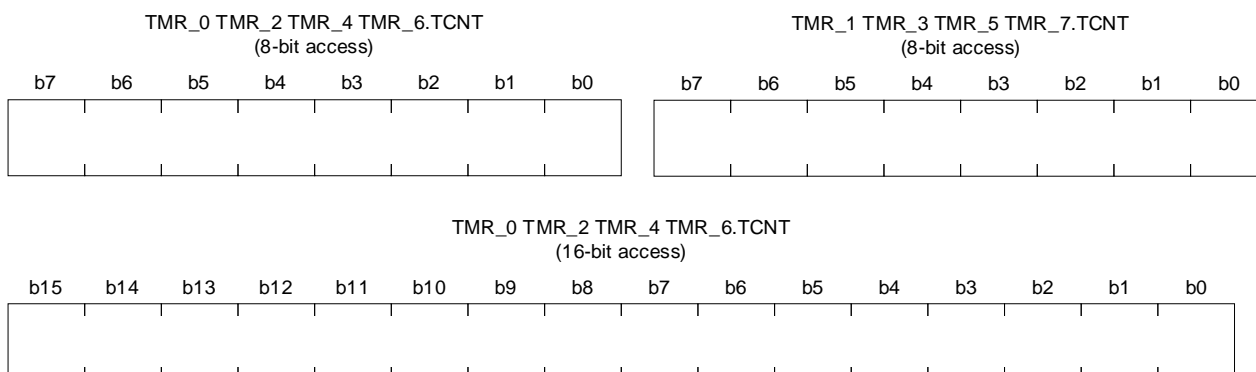 TMR_0 TMR_2 TMR_4 TMR_6.TCNT
(8-bit access)
b7 b6 b5 b4 b3 b2 b1 b0
TMR_1 TMR_3 TMR_5 TMR_7.TCNT
(8-bit access)
b7 b6 b5 b4 b3 b2 b1 b0
TMR_0 TMR_2 TMR_4 TMR_6.TCNT
(16-bit access)
b15 b14 b13 b12 b11 b10 b9 b8 b7 b6 b5 b4 b3 b2 b1 b0